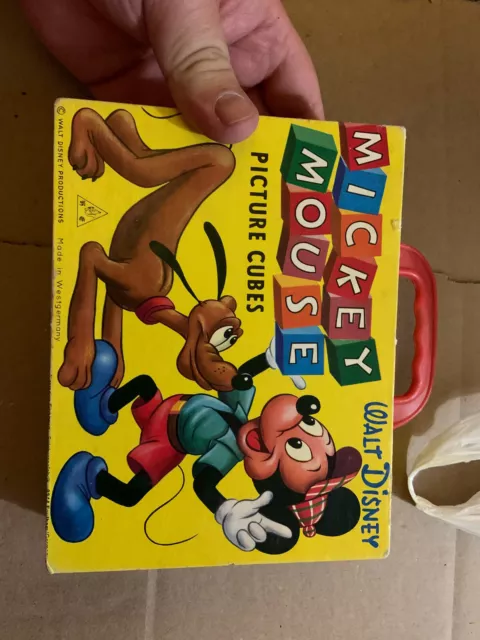 WALT DISNEY
MICKEY
MOUSE
PICTURE CUBES
© WALT DISNEY PRODUCTIONS Made in Westgermany